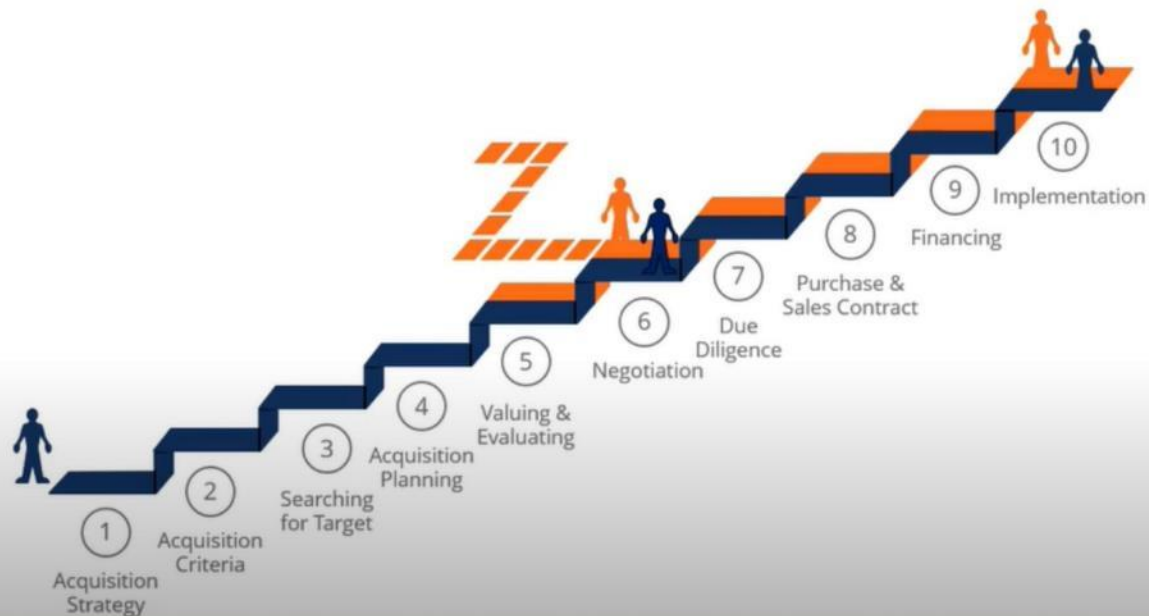 1
Acquisition
Strategy
2
Acquisition
Criteria
3
Searching
for Target
4
Acquisition
Planning
5
Valuing &
Evaluating
6
Negotiation
7
Due
Diligence
8
Purchase &
Sales Contract
9
Financing
10
Implementation